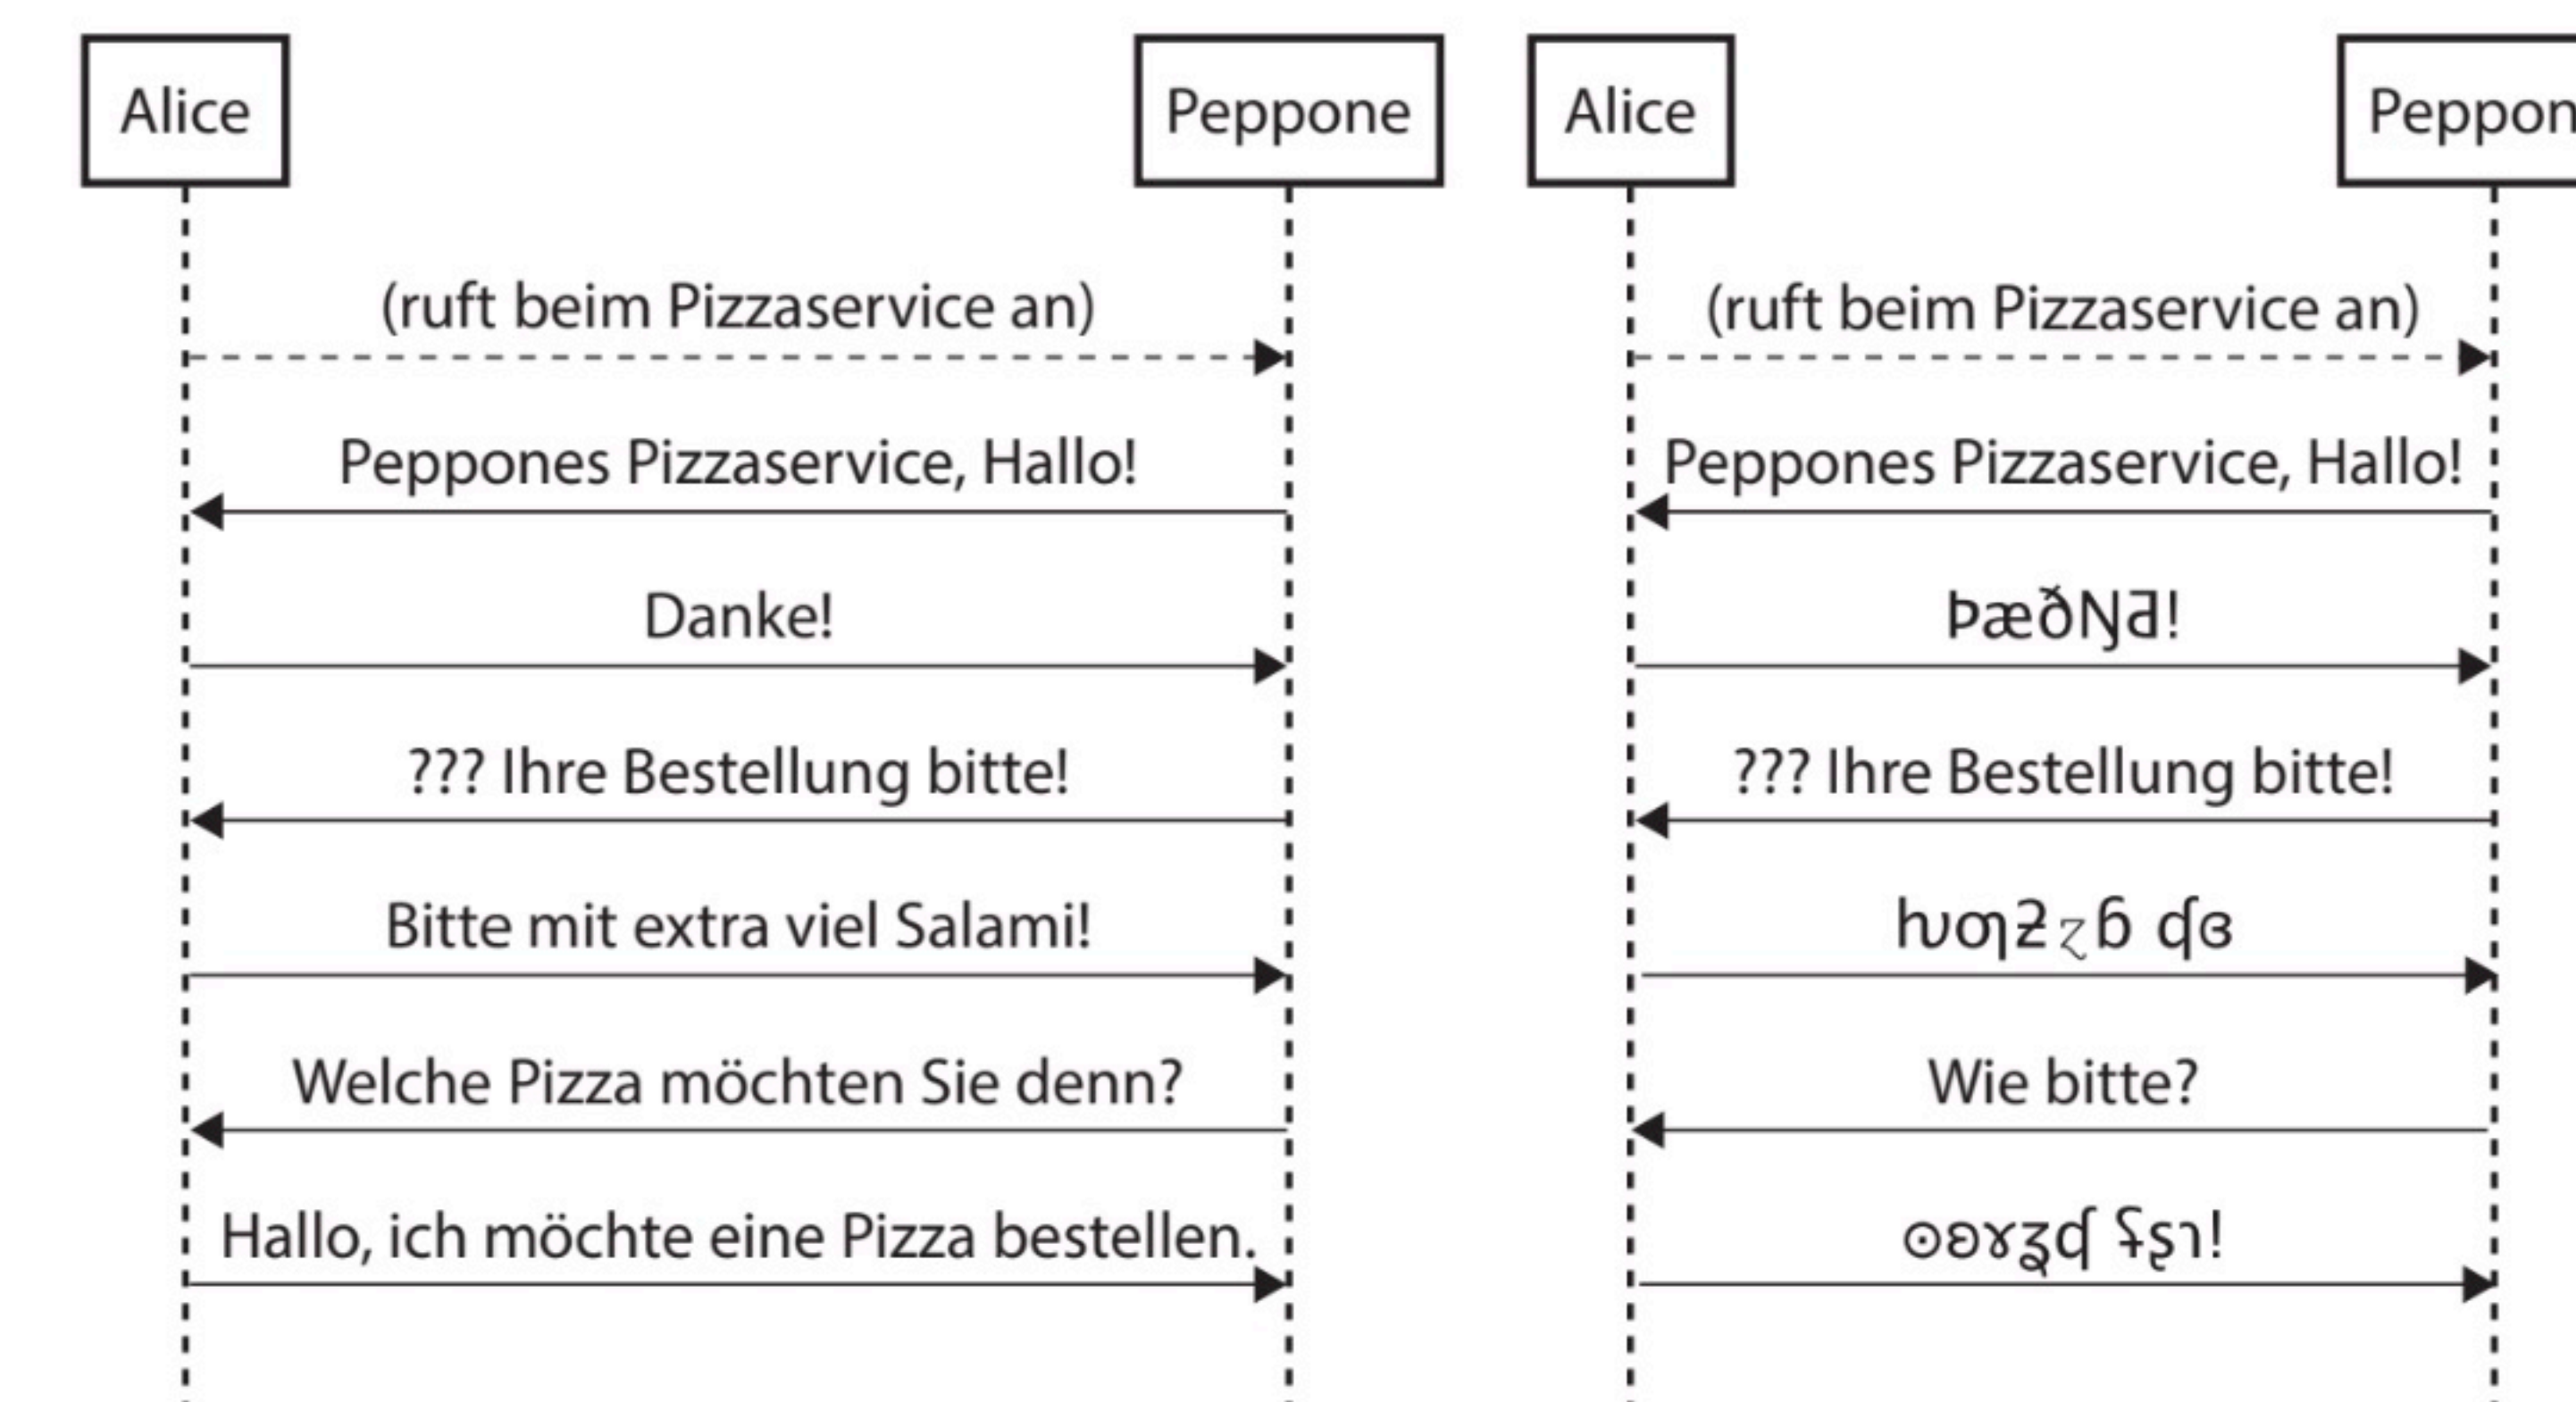 Alice
Peppone
(ruft beim Pizzaservice an)
Peppones Pizzaservice, Hallo!
Danke!
??? Ihre Bestellung bitte!
Bitte mit extra viel Salami!
Welche Pizza möchten Sie denn?
Hallo, ich möchte eine Pizza bestellen.
Alice
Peppon
(ruft beim Pizzaservice an)
Peppones Pizzaservice, Hallo!
??? Ihre Bestellung bitte!
Wie bitte?